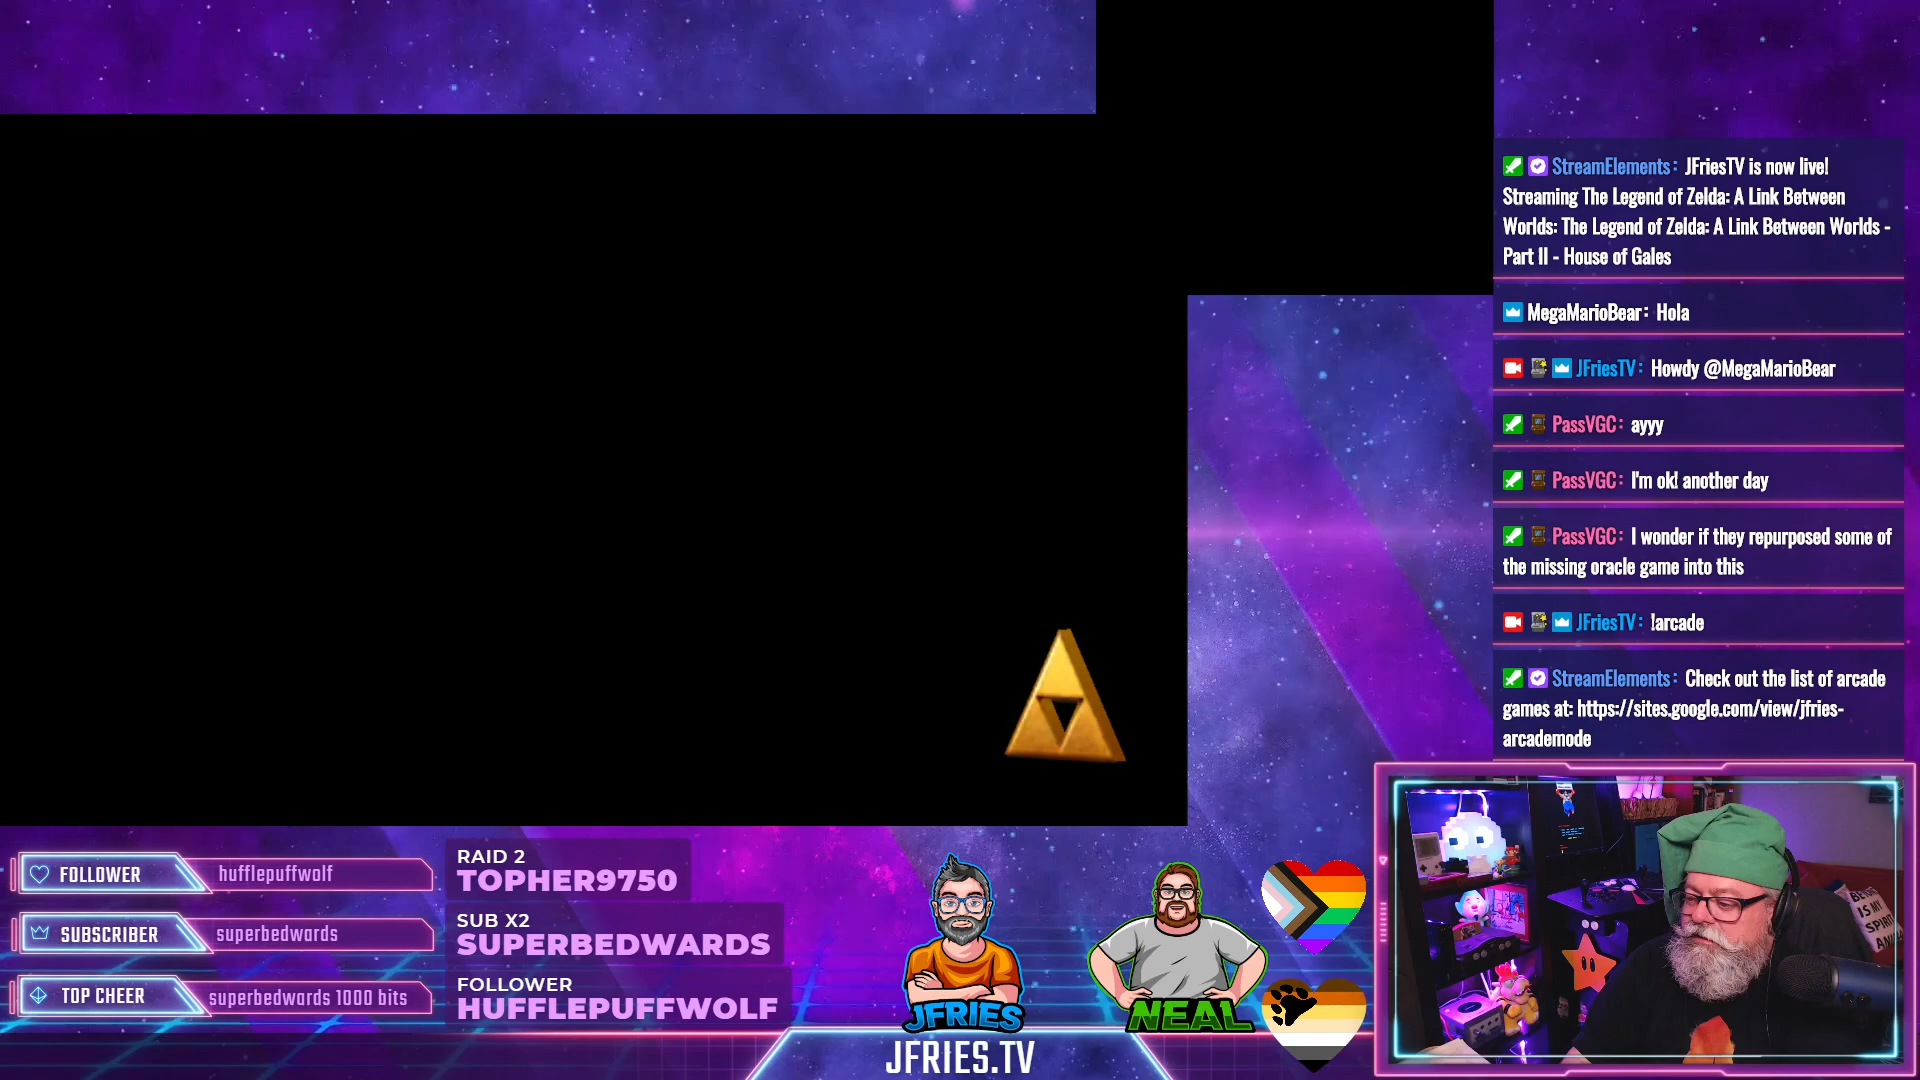 StreamElements: JFriesTV is now live!
Streaming The Legend of Zelda: A Link Between
Worlds: The Legend of Zelda: A Link Between Worlds -
Part II - House of Gales
MegaMarioBear: Hola
JFriesTV: Howdy @MegaMarioBear
PassVGC: ayyy
PassVGC: I'm ok! another day
PassVGC: I wonder if they repurposed some of
the missing oracle game into this
JFriesTV: !arcade
StreamElements: Check out the list of arcade
games at: https://sites.google.com/view/jfries-
arcademode
FOLLOWER hufflepuffwolf
SUBSCRIBER superbedwards
TOP CHEER superbedwards 1000 bits
RAID 2
TOPHER9750
SUB X2
SUPERBEDWARDS
FOLLOWER
HUFFLEPUFFWOLF
JFRIES
NEAL
JFRIES.TV
IS MY
SPIRIT